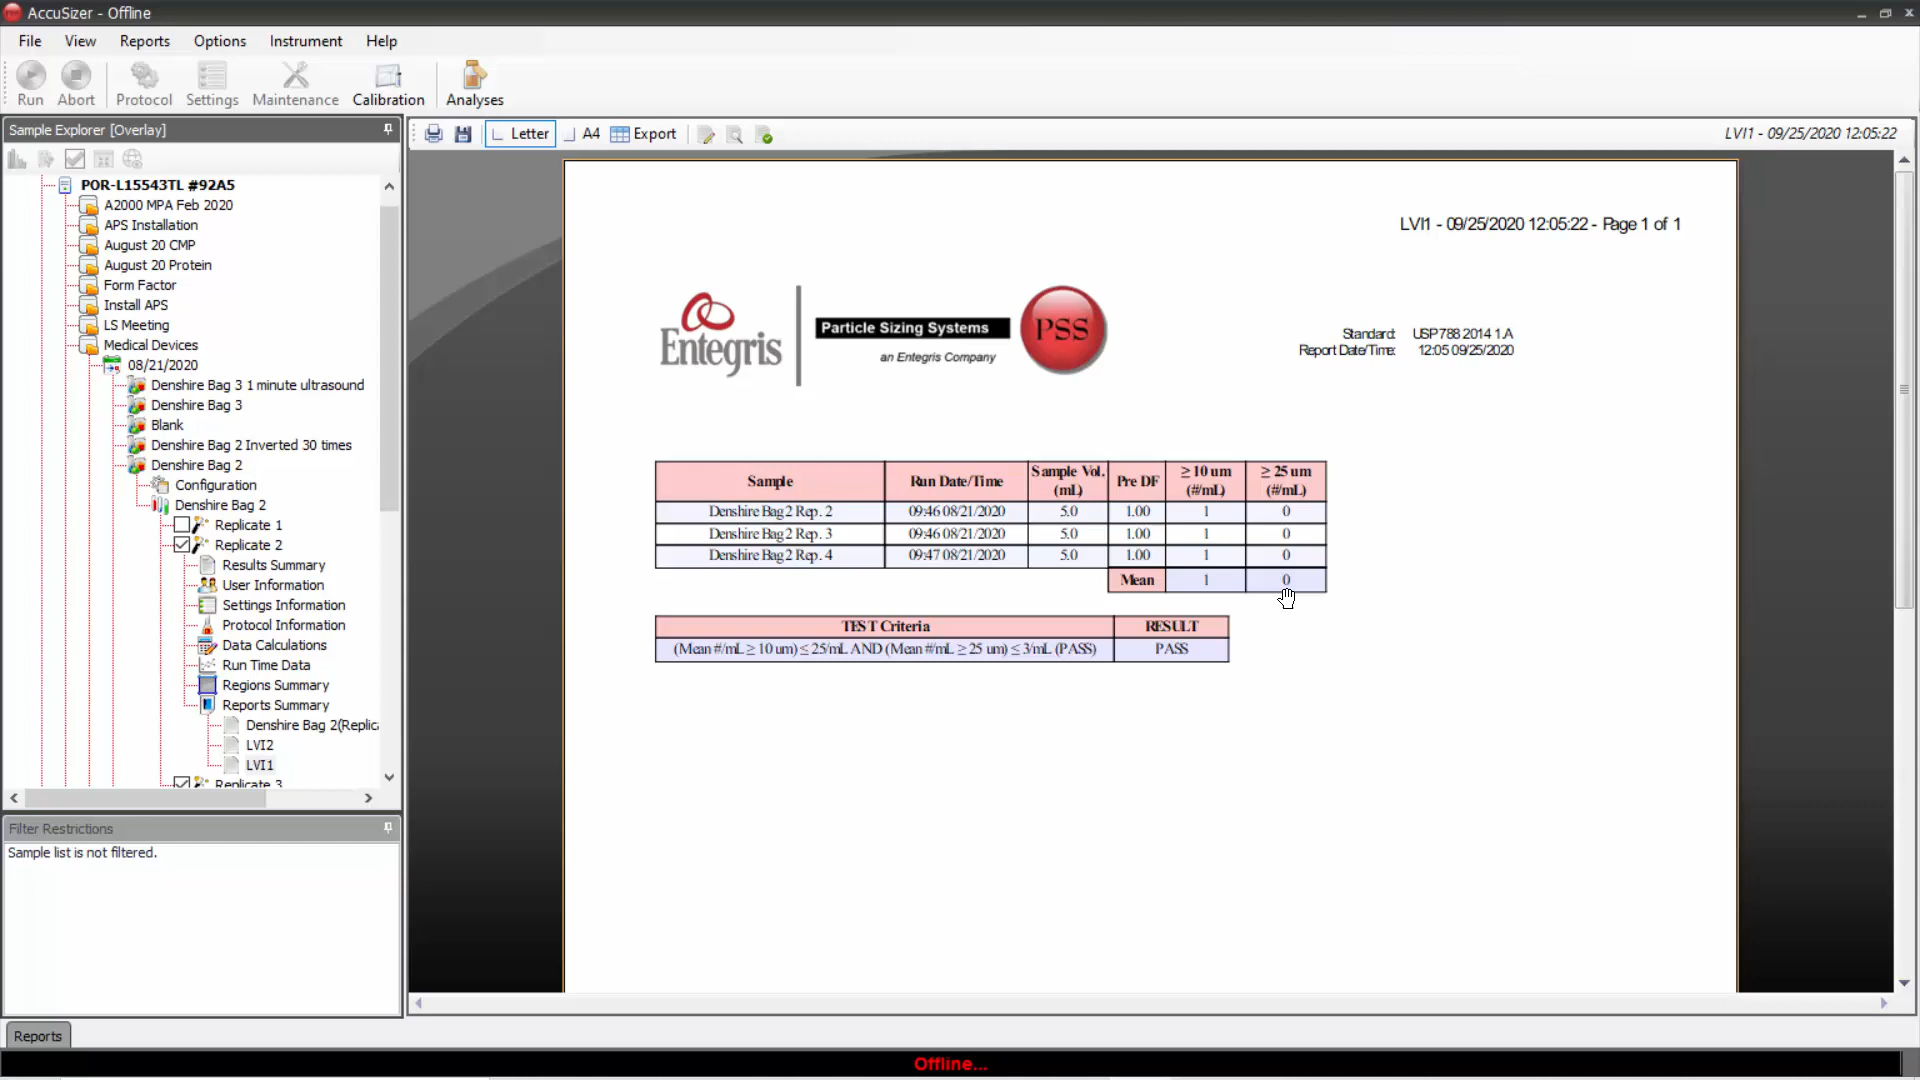 AccuSizer - Offline
File View Reports Options Instrument Help
Run Abort Protocol Settings Maintenance Calibration Analyses
Sample Explorer [Overlay]
POR-L15543TL #92A5
A2000 MPA Feb 2020
APS Installation
August 20 CMP
August 20 Protein
Form Factor
Install APS
LS Meeting
Medical Devices
08/21/2020
Denshire Bag 3 1 minute ultrasound
Denshire Bag 3
Blank
Denshire Bag 2 Inverted 30 times
Denshire Bag 2
Configuration
Denshire Bag 2
Replicate 1
Replicate 2
Results Summary
User Information
Settings Information
Protocol Information
Data Calculations
Run Time Data
Regions Summary
Reports Summary
Denshire Bag 2(Replic
LVI2
LVI1
Replicate 3
Filter Restrictions
Sample list is not filtered.
Letter A4 Export
LVI1 - 09/25/2020 12:05:22
LVI1 - 09/25/2020 12:05:22 - Page 1 of 1
Entegris
Particle Sizing Systems
an Entegris Company
PSS
Standard: USP 788 2014 1.A
Report Date/Time: 12:05 09/25/2020
Sample Run Date/Time Sample Vol. (mL) Pre DF ≥ 10 um (#/mL) ≥ 25 um (#/mL)
Denshire Bag 2 Rep. 2 09:46 08/21/2020 5.0 1.00 1 0
Denshire Bag 2 Rep. 3 09:46 08/21/2020 5.0 1.00 1 0
Denshire Bag 2 Rep. 4 09:47 08/21/2020 5.0 1.00 1 0
Mean 1 0
TEST Criteria RESULT
(Mean #/mL ≥ 10 um) ≤ 25/mL AND (Mean #/mL ≥ 25 um) ≤ 3/mL (PASS) PASS
Reports
Offline...